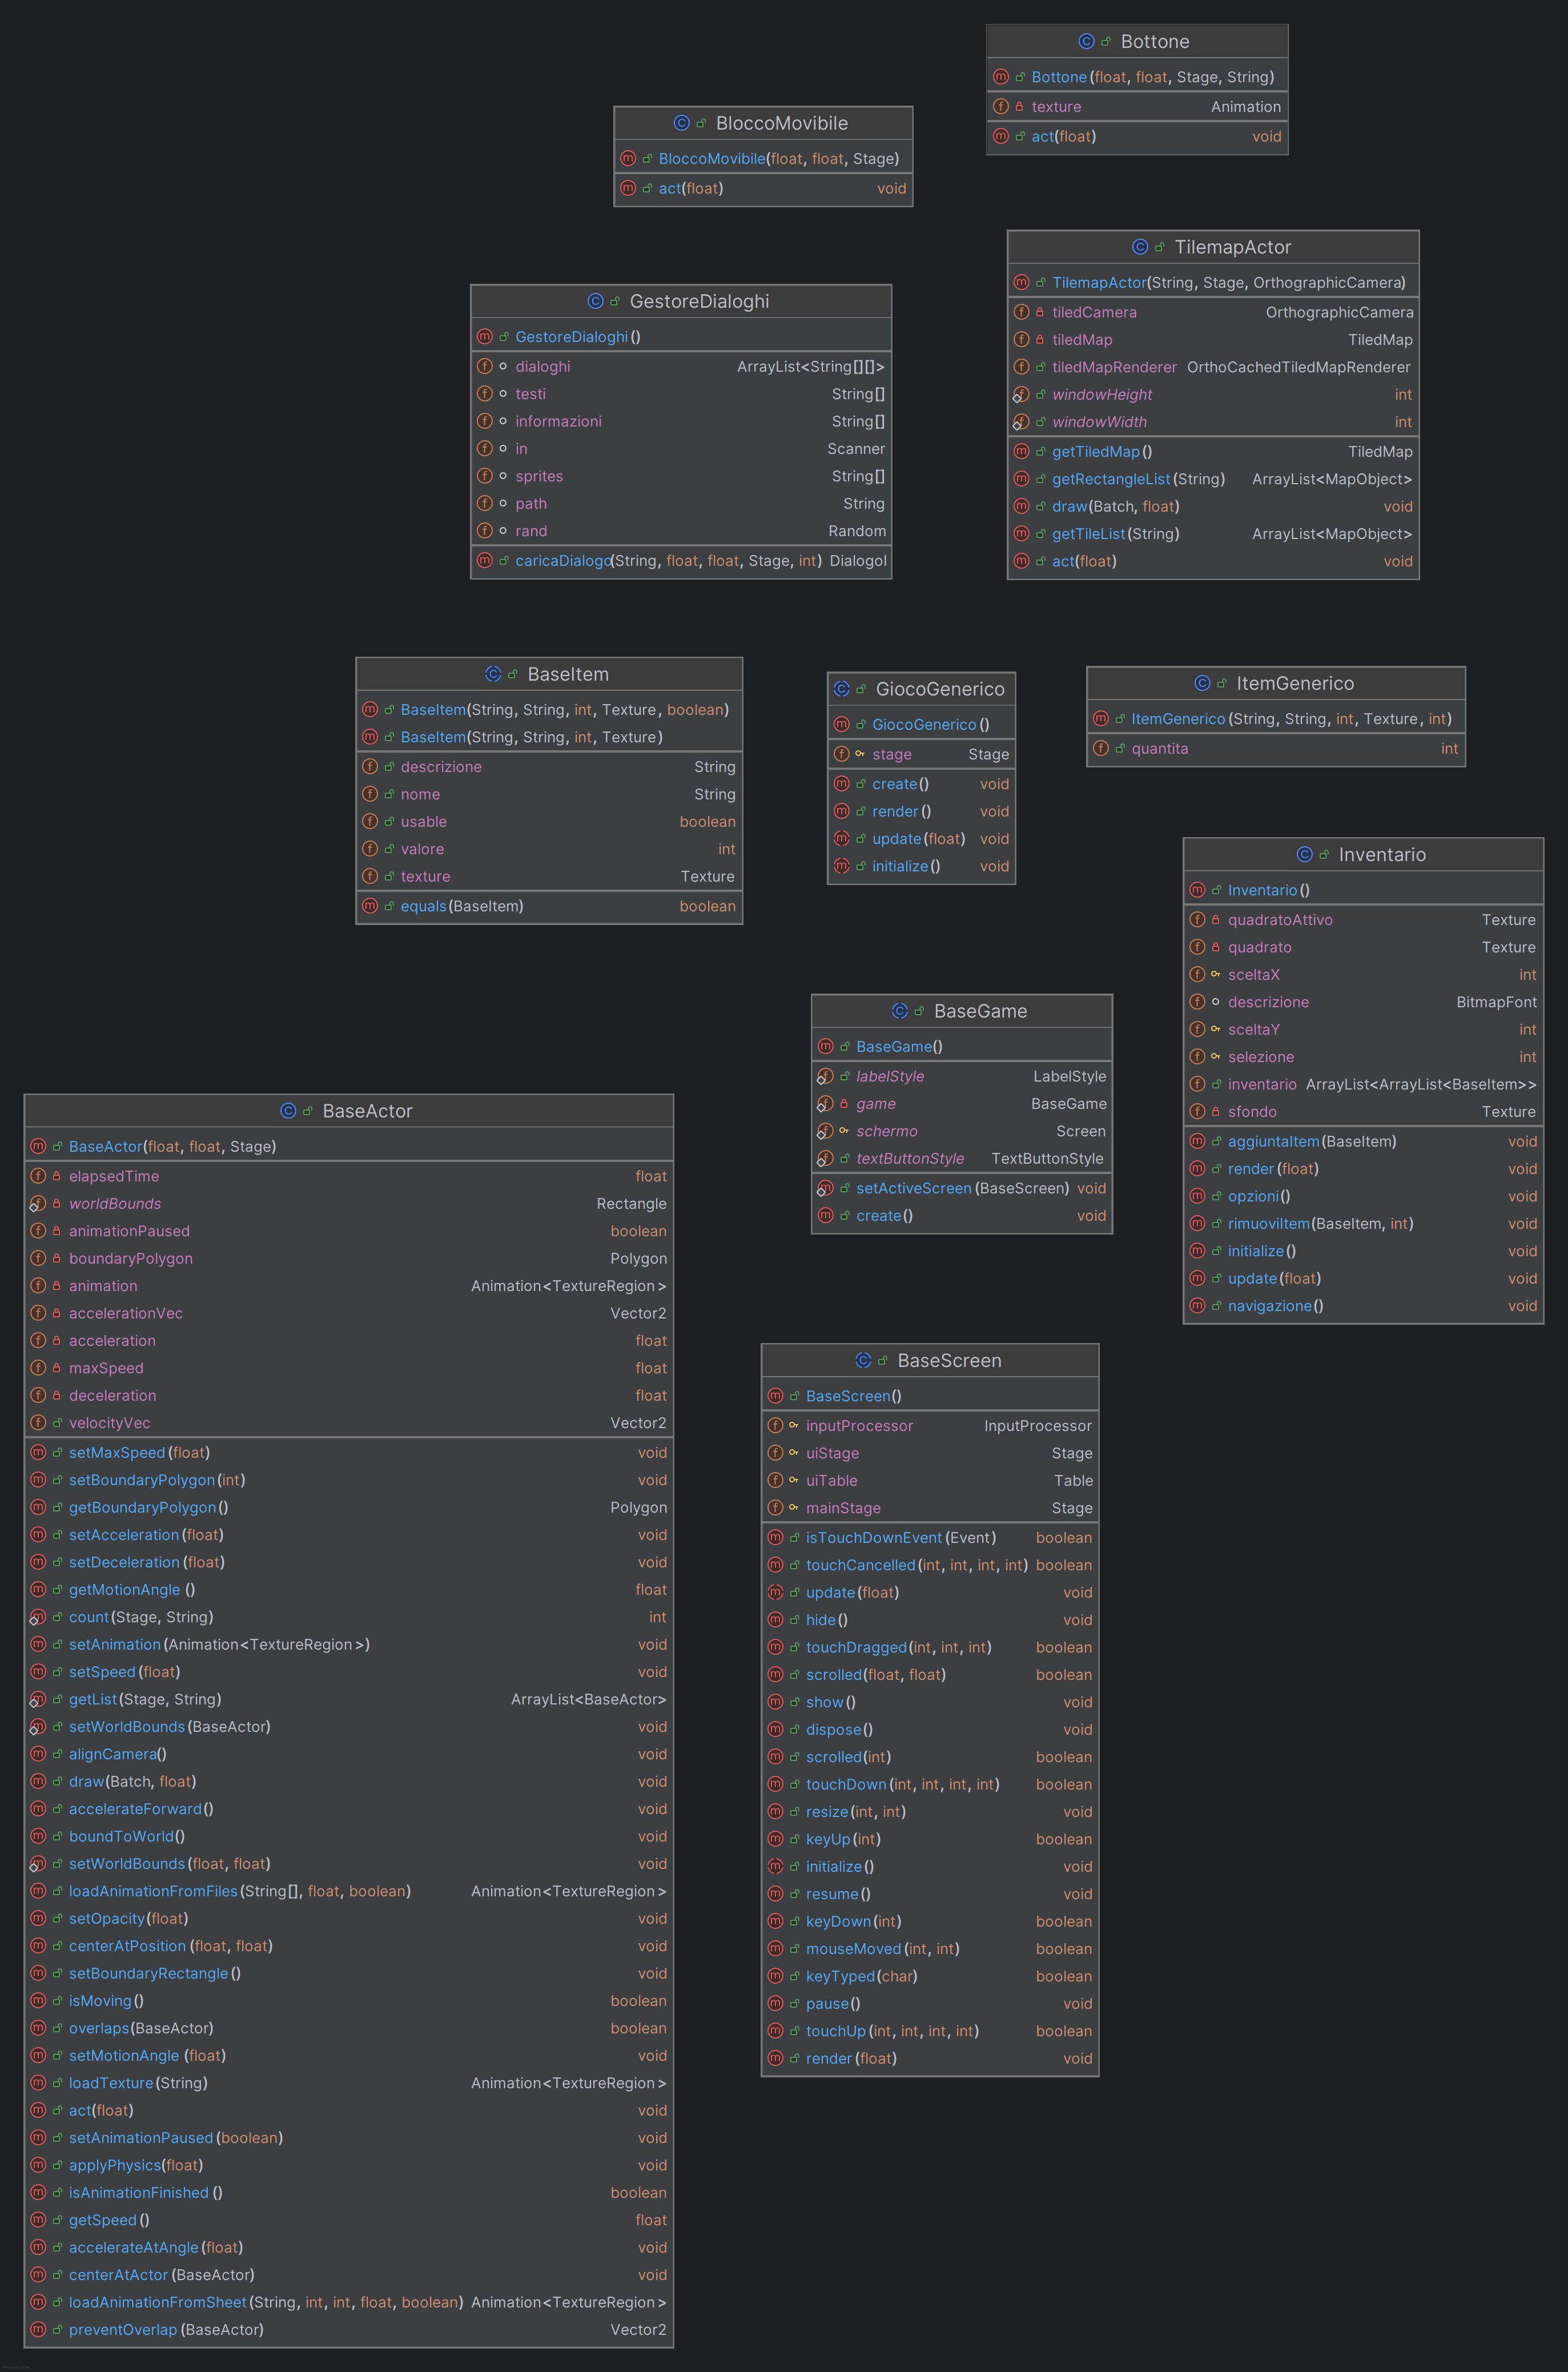 Bottone
Bottone(float, float, Stage, String)
texture Animation
act(float) void
BloccoMovibile
BloccoMovibile(float, float, Stage)
act(float) void
TilemapActor
TilemapActor(String, Stage, OrthographicCamera)
tiledCamera OrthographicCamera
tiledMap TiledMap
tiledMapRenderer OrthoCachedTiledMapRenderer
windowHeight int
windowWidth int
getTiledMap() TiledMap
getRectangleList(String) ArrayList<MapObject>
draw(Batch, float) void
getTileList(String) ArrayList<MapObject>
act(float) void
GestoreDialoghi
GestoreDialoghi()
dialoghi ArrayList<String[][]>
testi String[]
informazioni String[]
in Scanner
sprites String[]
path String
rand Random
caricaDialogo(String, float, float, Stage, int) DialogoI
BaseItem
BaseItem(String, String, int, Texture, boolean)
BaseItem(String, String, int, Texture)
descrizione String
nome String
usable boolean
valore int
texture Texture
equals(BaseItem) boolean
GiocoGenerico
GiocoGenerico()
stage Stage
create() void
render() void
update(float) void
initialize() void
ItemGenerico
ItemGenerico(String, String, int, Texture, int)
quantita int
Inventario
Inventario()
quadratoAttivo Texture
quadrato Texture
sceltaX int
descrizione BitmapFont
sceltaY int
selezione int
inventario ArrayList<ArrayList<BaseItem>>
sfondo Texture
aggiuntaItem(BaseItem) void
render(float) void
opzioni() void
rimuoviItem(BaseItem, int) void
initialize() void
update(float) void
navigazione() void
BaseGame
BaseGame()
labelStyle LabelStyle
game BaseGame
schermo Screen
textButtonStyle TextButtonStyle
setActiveScreen(BaseScreen) void
create() void
BaseActor
BaseActor(float, float, Stage)
elapsedTime float
worldBounds Rectangle
animationPaused boolean
boundaryPolygon Polygon
animation Animation<TextureRegion>
accelerationVec Vector2
acceleration float
maxSpeed float
deceleration float
velocityVec Vector2
setMaxSpeed(float) void
setBoundaryPolygon(int) void
getBoundaryPolygon() Polygon
setAcceleration(float) void
setDeceleration(float) void
getMotionAngle() float
count(Stage, String) int
setAnimation(Animation<TextureRegion>) void
setSpeed(float) void
getList(Stage, String) ArrayList<BaseActor>
setWorldBounds(BaseActor) void
alignCamera() void
draw(Batch, float) void
accelerateForward() void
boundToWorld() void
setWorldBounds(float, float) void
loadAnimationFromFiles(String[], float, boolean) Animation<TextureRegion>
setOpacity(float) void
centerAtPosition(float, float) void
setBoundaryRectangle() void
isMoving() boolean
overlaps(BaseActor) boolean
setMotionAngle(float) void
loadTexture(String) Animation<TextureRegion>
act(float) void
setAnimationPaused(boolean) void
applyPhysics(float) void
isAnimationFinished() boolean
getSpeed() float
accelerateAtAngle(float) void
centerAtActor(BaseActor) void
loadAnimationFromSheet(String, int, int, float, boolean) Animation<TextureRegion>
preventOverlap(BaseActor) Vector2
BaseScreen
BaseScreen()
inputProcessor InputProcessor
uiStage Stage
uiTable Table
mainStage Stage
isTouchDownEvent(Event) boolean
touchCancelled(int, int, int, int) boolean
update(float) void
hide() void
touchDragged(int, int, int) boolean
scrolled(float, float) boolean
show() void
dispose() void
scrolled(int) boolean
touchDown(int, int, int, int) boolean
resize(int, int) void
keyUp(int) boolean
initialize() void
resume() void
keyDown(int) boolean
mouseMoved(int, int) boolean
keyTyped(char) boolean
pause() void
touchUp(int, int, int, int) boolean
render(float) void